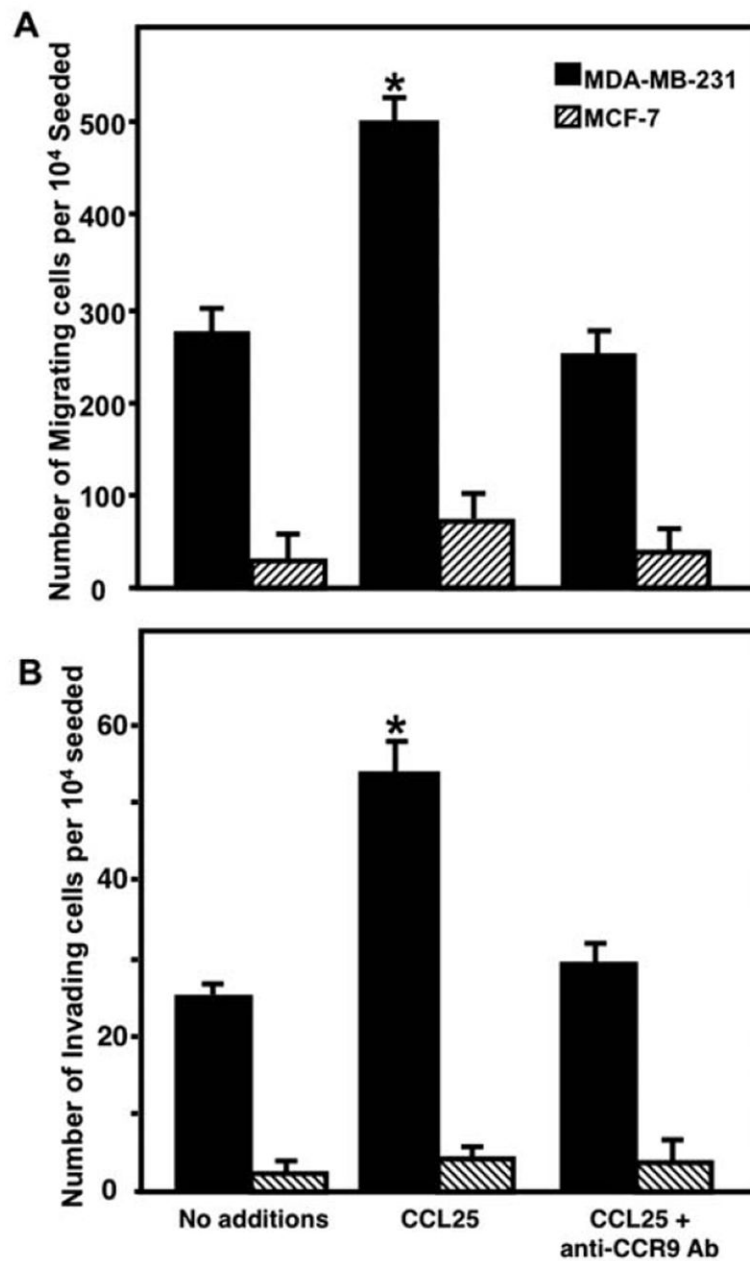 A
Number of Migrating cells per 10⁴ Seeded
500
400
300
200
100
0
*
MDA-MB-231
MCF-7
B
Number of Invading cells per 10⁴ seeded
60
40
20
0
*
No additions
CCL25
CCL25 +
anti-CCR9 Ab